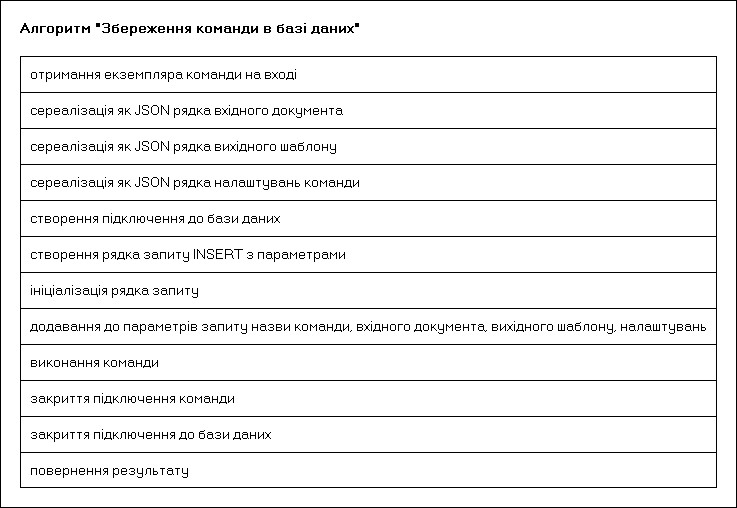 Алгоритм "Збереження команди в базі даних"
отримання екземпляра команди на вході
сереалізація як JSON рядка вхідного документа
сереалізація як JSON рядка вихідного шаблону
сереалізація як JSON рядка налаштувань команди
створення підключення до бази даних
створення рядка запиту INSERT з параметрами
ініціалізація рядка запиту
додавання до параметрів запиту назви команди, вхідного документа, вихідного шаблону, налаштувань
виконання команди
закриття підключення команди
закриття підключення до бази даних
повернення результату